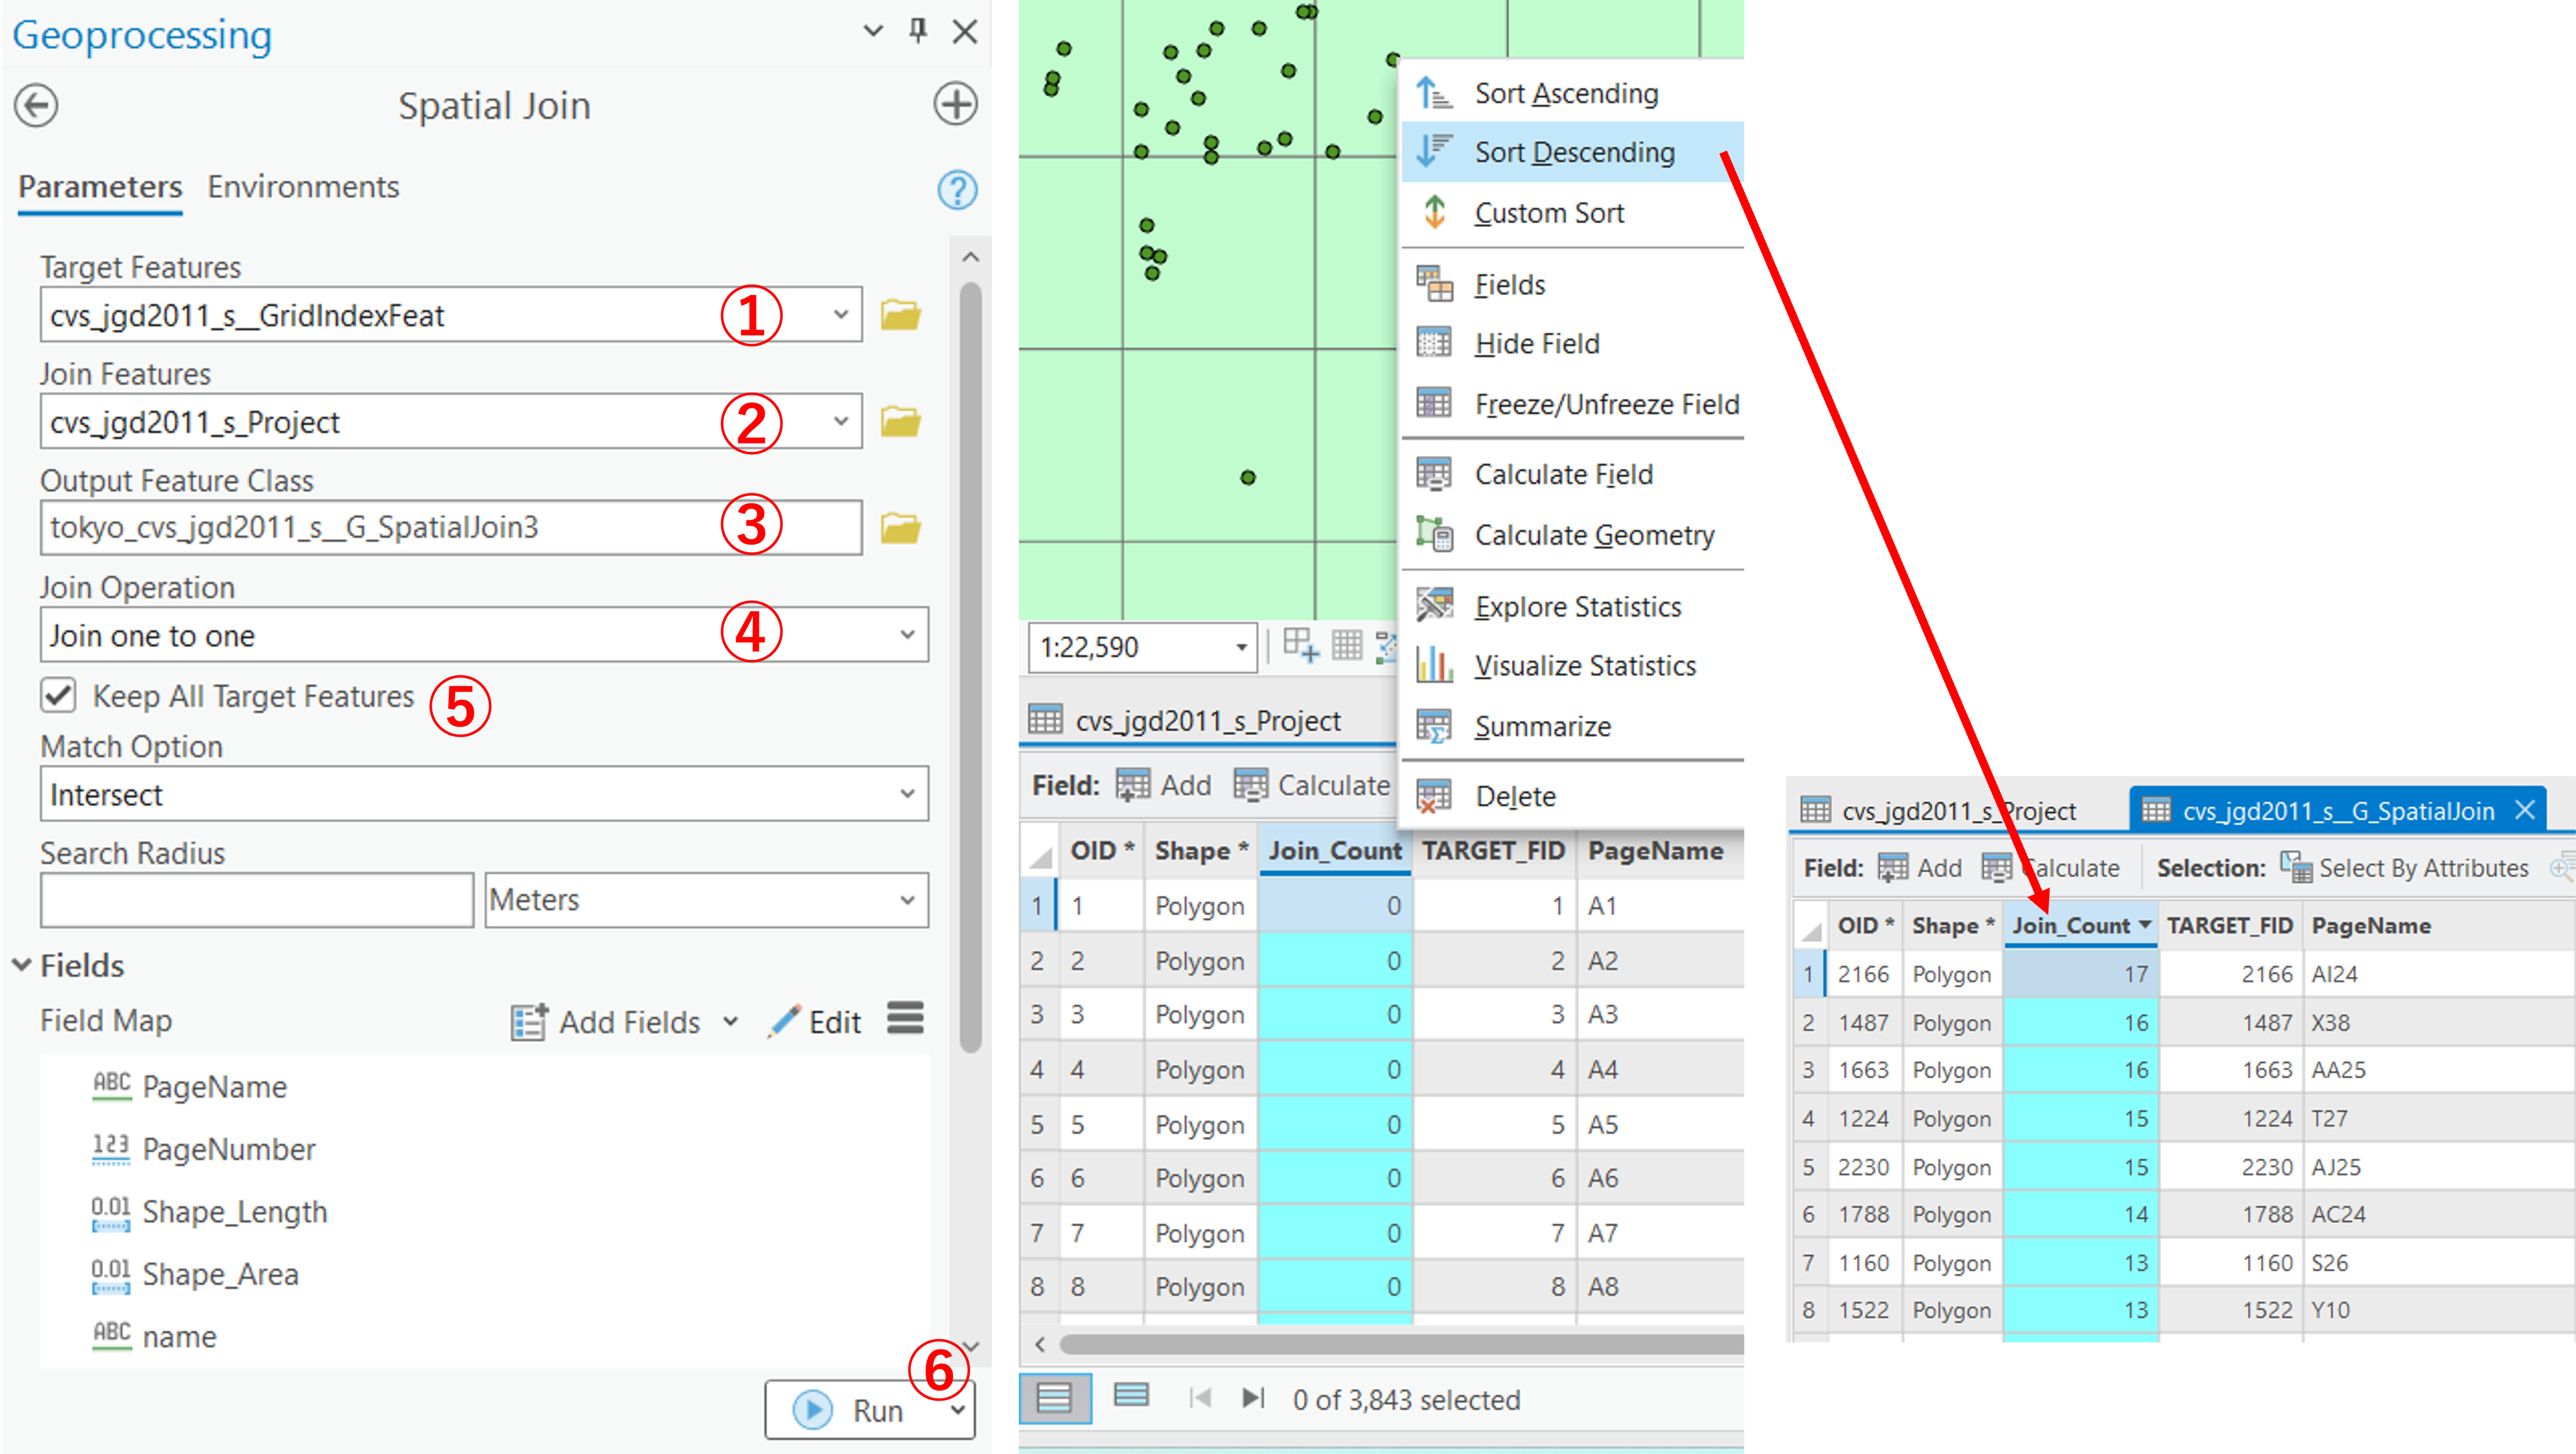 Geoprocessing
Spatial Join
Parameters Environments
Target Features
cvs_jgd2011_s__GridIndexFeat ①
Join Features
cvs_jgd2011_s_Project ②
Output Feature Class
tokyo_cvs_jgd2011_s__G_SpatialJoin3 ③
Join Operation
Join one to one ④
Keep All Target Features ⑤
Match Option
Intersect
Search Radius
Meters
Fields
Field Map Add Fields Edit
ABC PageName
123 PageNumber
0.01 Shape_Length
0.01 Shape_Area
ABC name
⑥
Run
Sort Ascending
Sort Descending
Custom Sort
Fields
Hide Field
Freeze/Unfreeze Field
Calculate Field
Calculate Geometry
Explore Statistics
Visualize Statistics
Summarize
Delete
1:22,590
cvs_jgd2011_s_Project
Field: Add Calculate
OID * Shape * Join_Count TARGET_FID PageName
1 1 Polygon 0 1 A1
2 2 Polygon 0 2 A2
3 3 Polygon 0 3 A3
4 4 Polygon 0 4 A4
5 5 Polygon 0 5 A5
6 6 Polygon 0 6 A6
7 7 Polygon 0 7 A7
8 8 Polygon 0 8 A8
0 of 3,843 selected
cvs_jgd2011_s_Project cvs_jgd2011_s__G_SpatialJoin
Field: Add Calculate Selection: Select By Attributes
OID * Shape * Join_Count TARGET_FID PageName
1 2166 Polygon 17 2166 AI24
2 1487 Polygon 16 1487 X38
3 1663 Polygon 16 1663 AA25
4 1224 Polygon 15 1224 T27
5 2230 Polygon 15 2230 AJ25
6 1788 Polygon 14 1788 AC24
7 1160 Polygon 13 1160 S26
8 1522 Polygon 13 1522 Y10